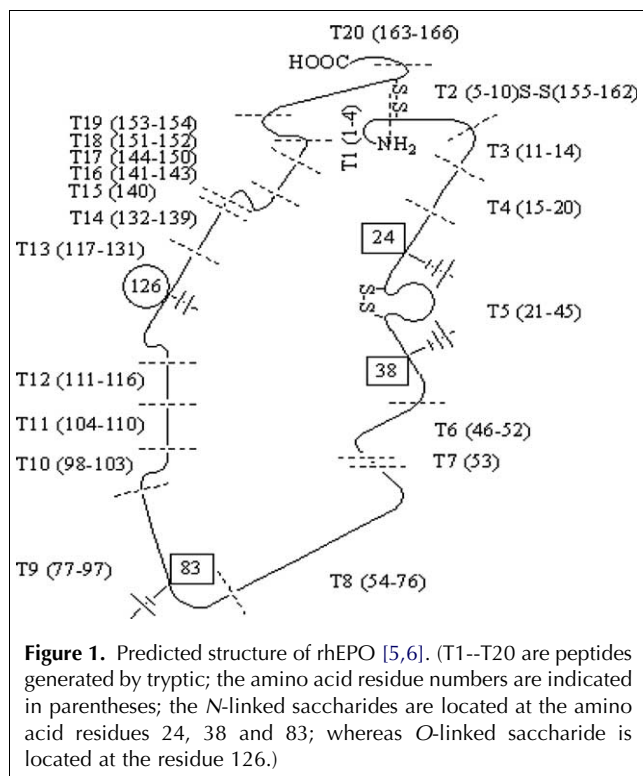 T20 (163-166)
HOOC
S-S
T2 (5-10)S-S(155-162)
T1 (1-4)
NH2
T19 (153-154)
T18 (151-152)
T17 (144-150)
T16 (141-143)
T15 (140)
T14 (132-139)
T13 (117-131)
T3 (11-14)
T4 (15-20)
24
126
S-S
T5 (21-45)
38
T12 (111-116)
T11 (104-110)
T10 (98-103)
T6 (46-52)
T7 (53)
T9 (77-97)
83
T8 (54-76)
Figure 1. Predicted structure of rhEPO [5,6]. (T1--T20 are peptides
generated by tryptic; the amino acid residue numbers are indicated
in parentheses; the N-linked saccharides are located at the amino
acid residues 24, 38 and 83; whereas O-linked saccharide is
located at the residue 126.)